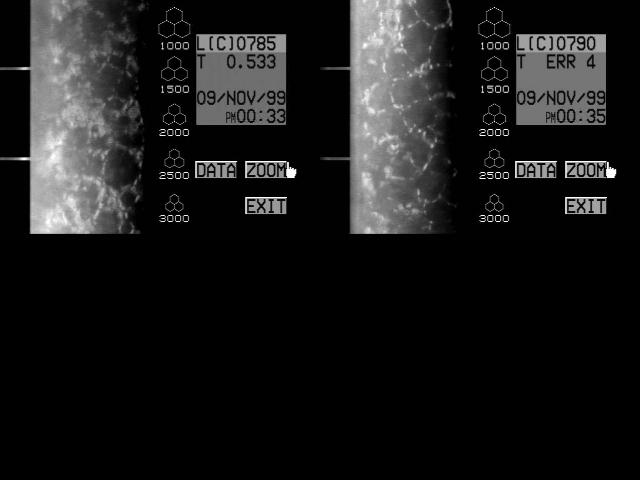 1000
L[C]0785
T 0.533
1500
09/NOV/99
PM00:33
2000
DATA ZOOM
2500
EXIT
3000
1000
L[C]0790
T ERR 4
1500
09/NOV/99
PM00:35
2000
DATA ZOOM
2500
EXIT
3000